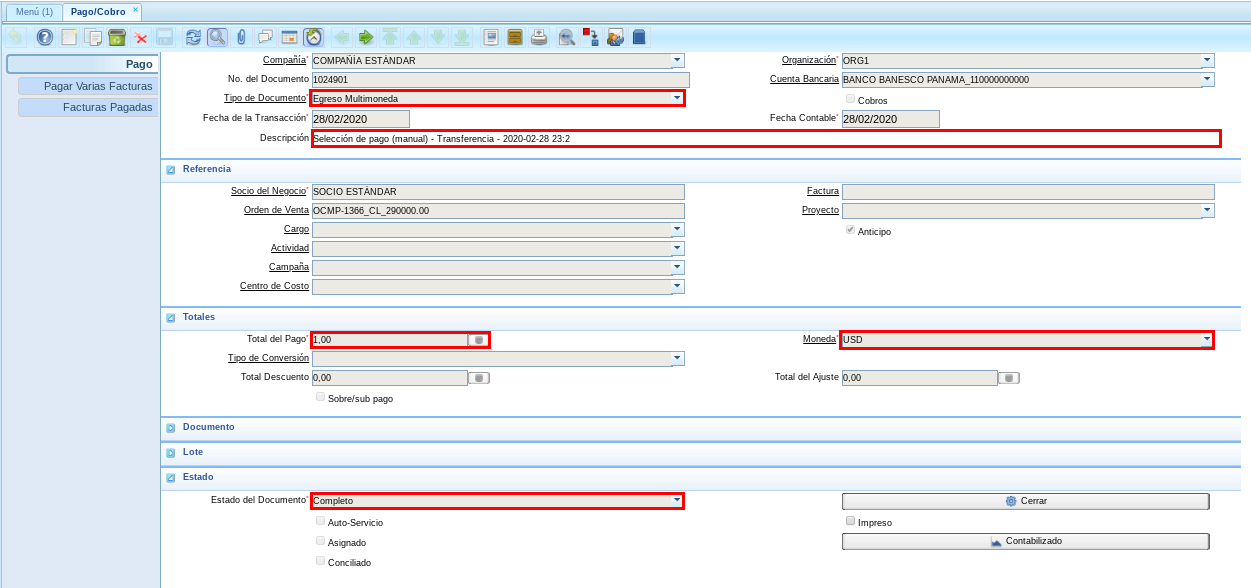 Menú (1) Pago/Cobro ×
Pago
Pagar Varias Facturas
Facturas Pagadas
Compañía* COMPAÑÍA ESTÁNDAR Organización* ORG1
No. del Documento 1024901 Cuenta Bancaria BANCO BANESCO PANAMA_110000000000
Tipo de Documento* Egreso Multimoneda Cobros
Fecha de la Transacción* 28/02/2020 Fecha Contable* 28/02/2020
Descripción Selección de pago (manual) - Transferencia - 2020-02-28 23:2
Referencia
Socio del Negocio* SOCIO ESTÁNDAR Factura
Orden de Venta OCMP-1366_CL_290000.00 Proyecto
Cargo Anticipo
Actividad
Campaña
Centro de Costo
Totales
Total del Pago* 1,00 Moneda* USD
Tipo de Conversión
Total Descuento 0,00 Total del Ajuste 0,00
Sobre/sub pago
Documento
Lote
Estado
Estado del Documento* Completo Cerrar
Auto-Servicio Impreso
Asignado Contabilizado
Conciliado